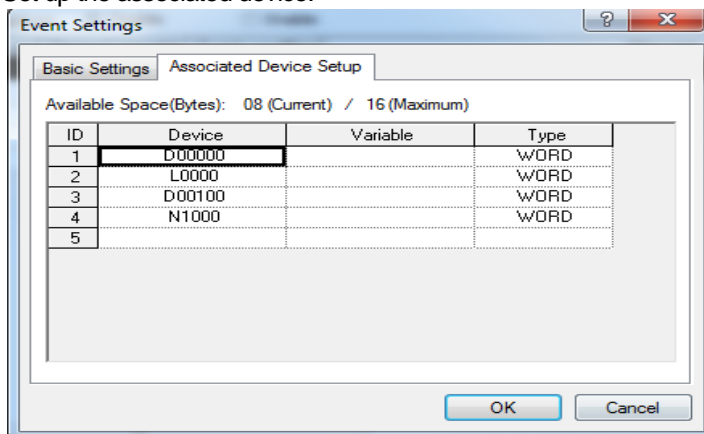 Set up the associated device.
Event Settings
Basic Settings Associated Device Setup
Available Space(Bytes): 08 (Current) / 16 (Maximum)
ID Device Variable Type
1 D00000 WORD
2 L0000 WORD
3 D00100 WORD
4 N1000 WORD
5
OK Cancel